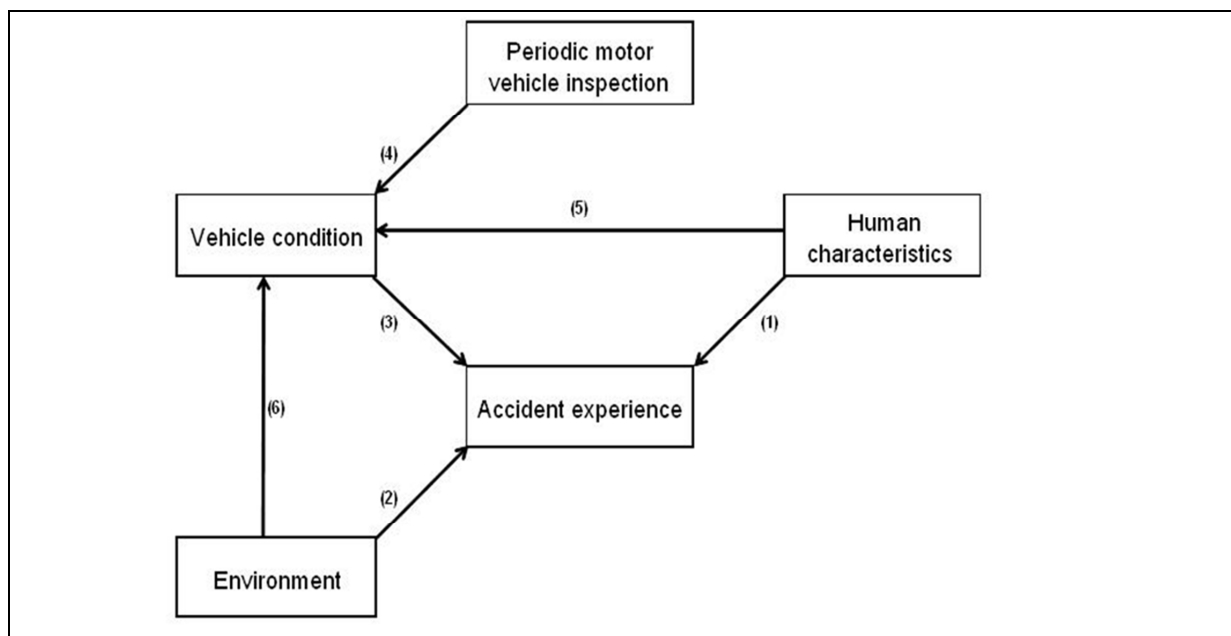 Periodic motor
vehicle inspection
(4)
(5)
Vehicle condition
Human
characteristics
(3)
(1)
Accident experience
(6)
(2)
Environment